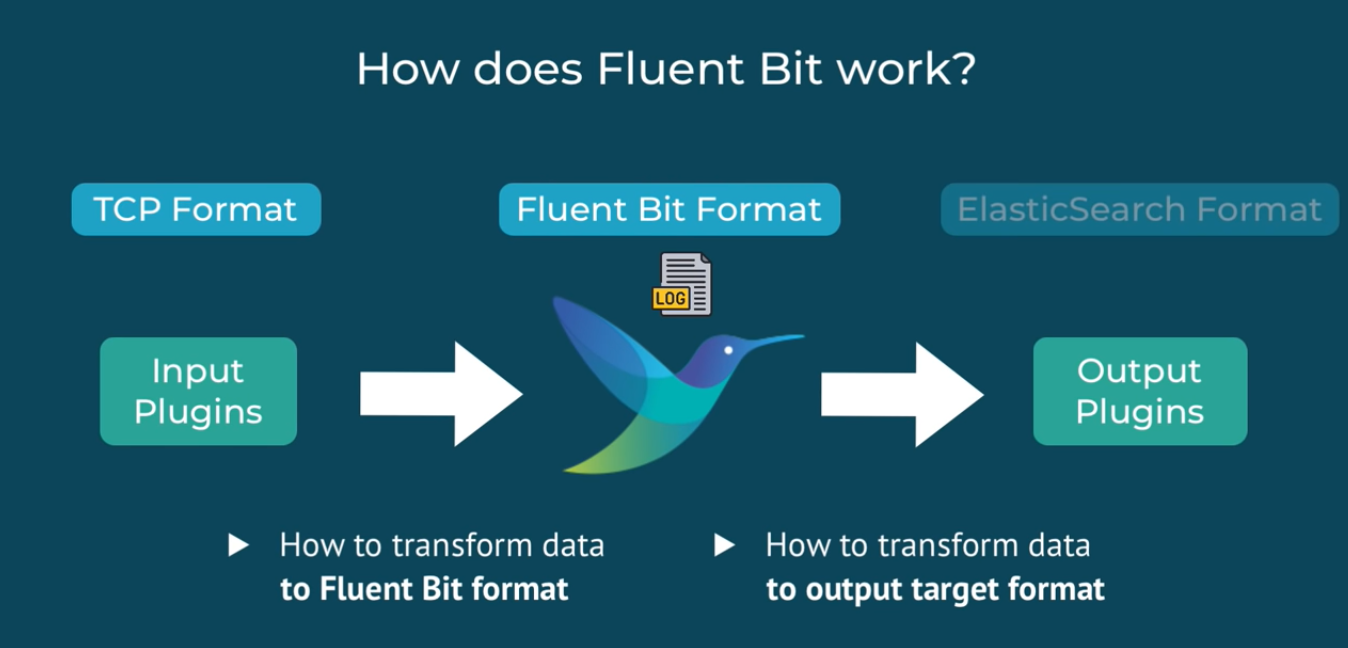 How does Fluent Bit work?
TCP Format
Fluent Bit Format
ElasticSearch Format
LOG
Input
Plugins
Output
Plugins
How to transform data
to Fluent Bit format
How to transform data
to output target format